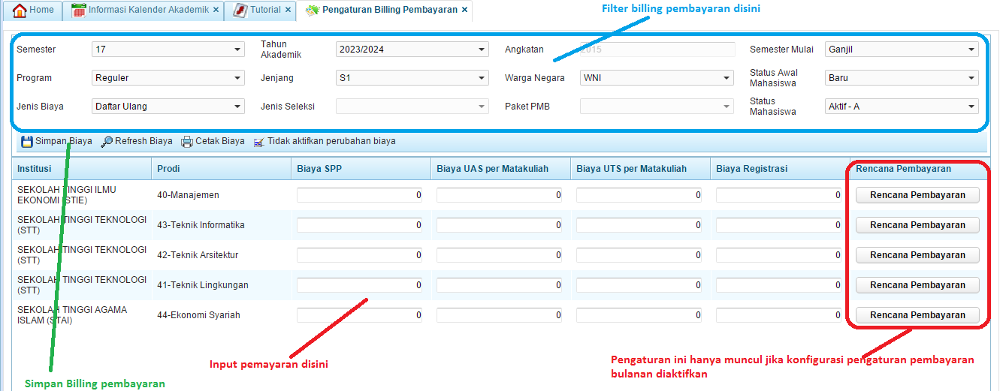 Home
Informasi Kalender Akademik
Tutorial
Pengaturan Billing Pembayaran
Filter billing pembayaran disini
Semester 17 Tahun Akademik 2023/2024 Angkatan 2015 Semester Mulai Ganjil
Program Reguler Jenjang S1 Warga Negara WNI Status Awal Mahasiswa Baru
Jenis Biaya Daftar Ulang Jenis Seleksi Paket PMB Status Mahasiswa Aktif - A
Simpan Biaya Refresh Biaya Cetak Biaya Tidak aktifkan perubahan biaya
Institusi Prodi Biaya SPP Biaya UAS per Matakuliah Biaya UTS per Matakuliah Biaya Registrasi Rencana Pembayaran
SEKOLAH TINGGI ILMU
EKONOMI (STIE)
40-Manajemen 0 0 0 0 Rencana Pembayaran
SEKOLAH TINGGI TEKNOLOGI
(STT)
43-Teknik Informatika 0 0 0 0 Rencana Pembayaran
SEKOLAH TINGGI TEKNOLOGI
(STT)
42-Teknik Arsitektur 0 0 0 0 Rencana Pembayaran
SEKOLAH TINGGI TEKNOLOGI
(STT)
41-Teknik Lingkungan 0 0 0 0 Rencana Pembayaran
SEKOLAH TINGGI AGAMA
ISLAM (STAI)
44-Ekonomi Syariah 0 0 0 0 Rencana Pembayaran
Input pemayaran disini
Pengaturan ini hanya muncul jika konfigurasi pengaturan pembayaran
bulanan diaktifkan
Simpan Billing pembayaran